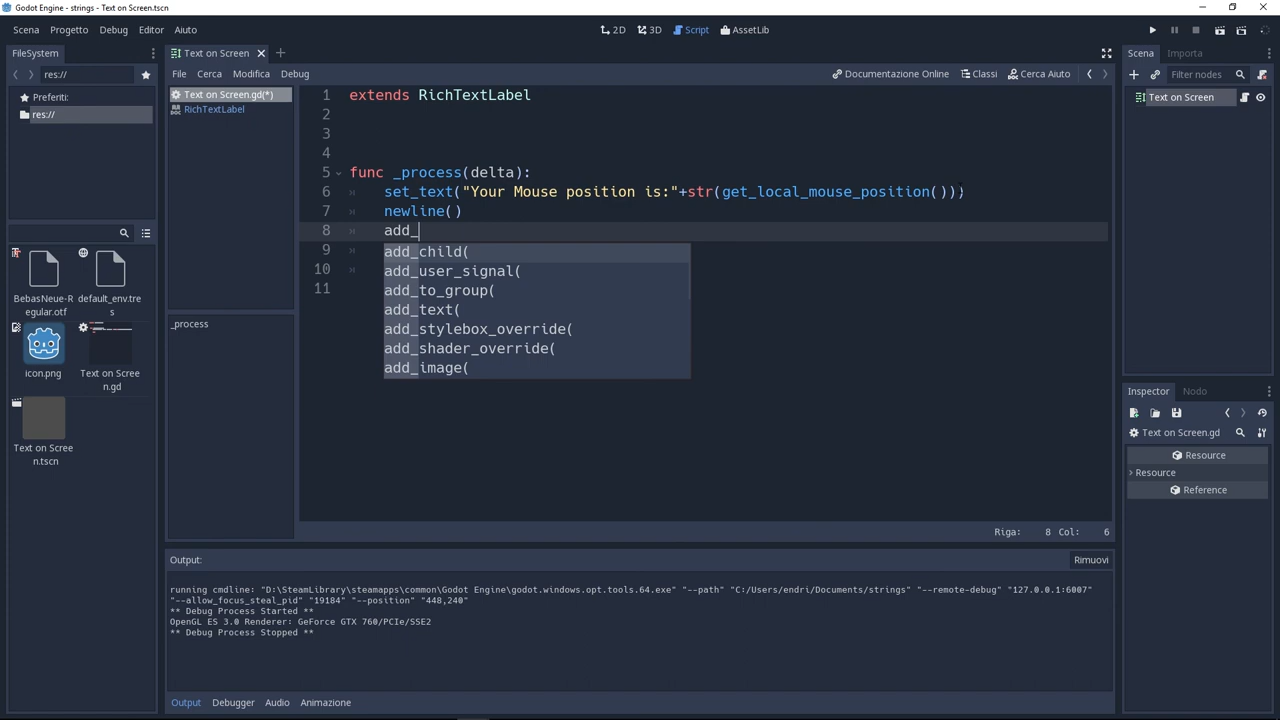 Godot Engine - strings - Text on Screen.tscn
Scena Progetto Debug Editor Aiuto
2D 3D Script AssetLib
FileSystem
res://
Preferiti:
res://
BebasNeue-R
egular.otf
default_env.tre
s
icon.png
Text on Scree
n.gd
Text on Scree
n.tscn
Text on Screen
File Cerca Modifica Debug
Documentazione Online Classi Cerca Aiuto
Text on Screen.gd(*)
RichTextLabel
_process
1 extends RichTextLabel
2
3
4
5 func _process(delta):
6 set_text("Your Mouse position is:"+str(get_local_mouse_position()))
7 newline()
8 add_
9 add_child(
10 add_user_signal(
11 add_to_group(
add_text(
add_stylebox_override(
add_shader_override(
add_image(
Riga: 8 Col: 6
Output: Rimuovi
running cmdline: "D:\SteamLibrary\steamapps\common\Godot Engine\godot.windows.opt.tools.64.exe" "--path" "C:/Users/endri/Documents/strings" "--remote-debug" "127.0.0.1:6007"
"--allow_focus_steal_pid" "19184" "--position" "448,240"
** Debug Process Started **
OpenGL ES 3.0 Renderer: GeForce GTX 760/PCIe/SSE2
** Debug Process Stopped **
Output Debugger Audio Animazione
Scena Importa
Filter nodes
Text on Screen
Inspector Nodo
Text on Screen.gd
Resource
Resource
Reference